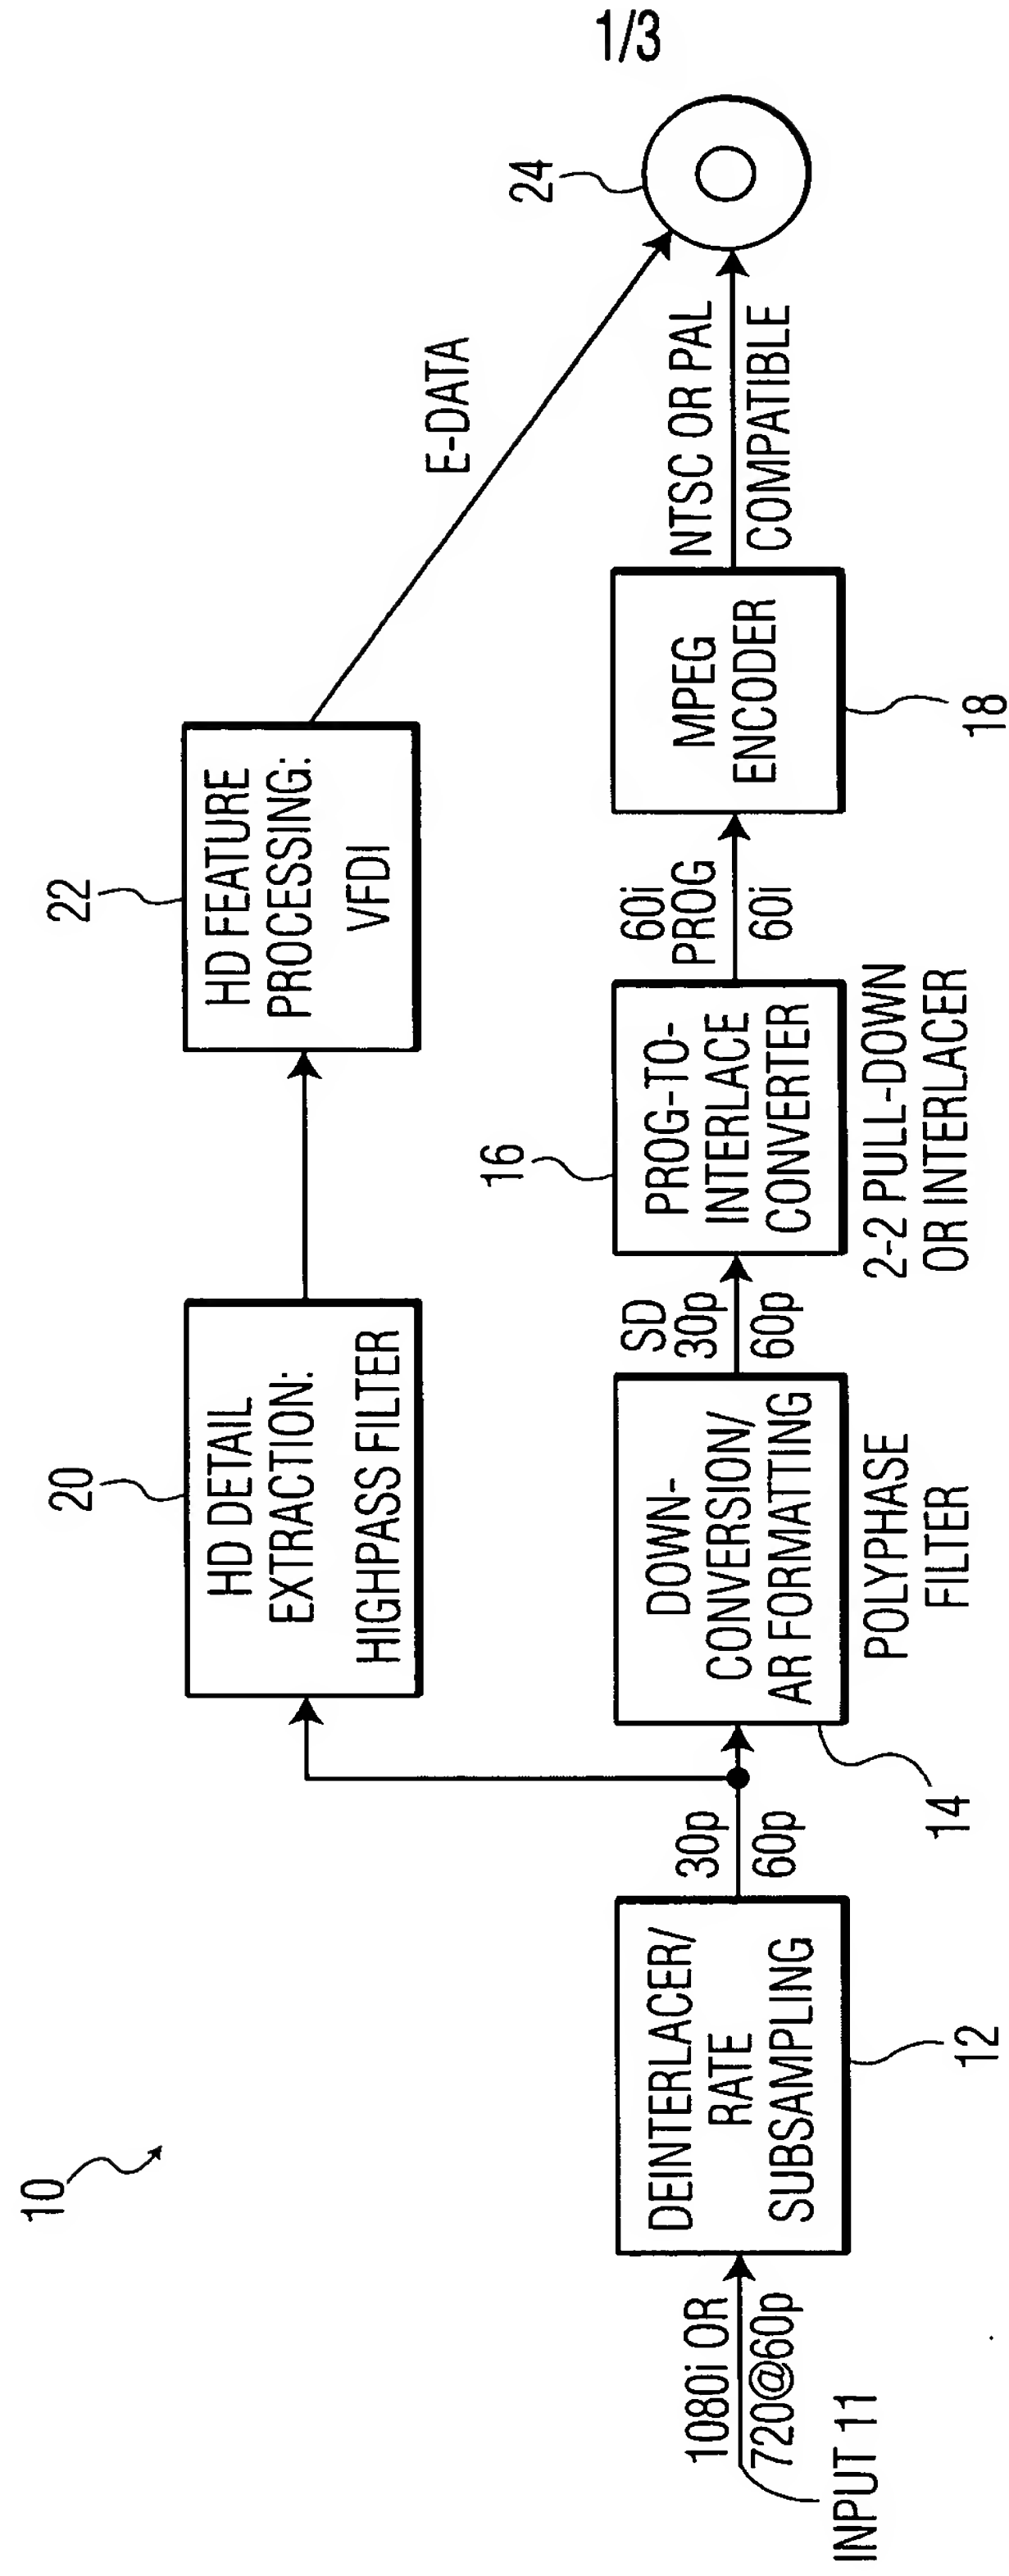 1/3
10
20
HD DETAIL
EXTRACTION:
HIGHPASS FILTER
22
HD FEATURE
PROCESSING:
VFDI
E-DATA
24
INPUT 11
1080i OR
720@60p
DEINTERLACER/
RATE
SUBSAMPLING
12
30p
60p
DOWN-
CONVERSION/
AR FORMATTING
14
POLYPHASE
FILTER
SD
30p
60p
16
PROG-TO-
INTERLACE
CONVERTER
2-2 PULL-DOWN
OR INTERLACER
60i
PROG
60i
MPEG
ENCODER
18
NTSC OR PAL
COMPATIBLE